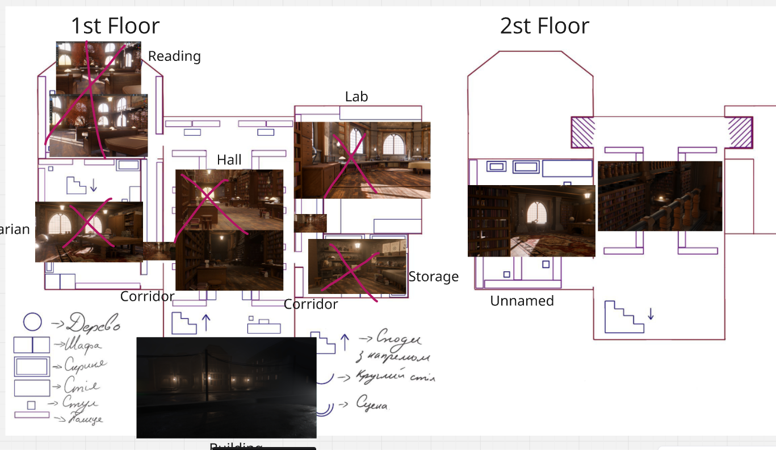 1st Floor
2st Floor
Reading
Lab
Hall
arian
Corridor
Corridor
Storage
Unnamed
Building
→ Дерево
→ Шафа
→ Скриня
→ Стіл
→ Стул
→ Сходи
з напрямом
→ Круглий стіл
→ Сцена